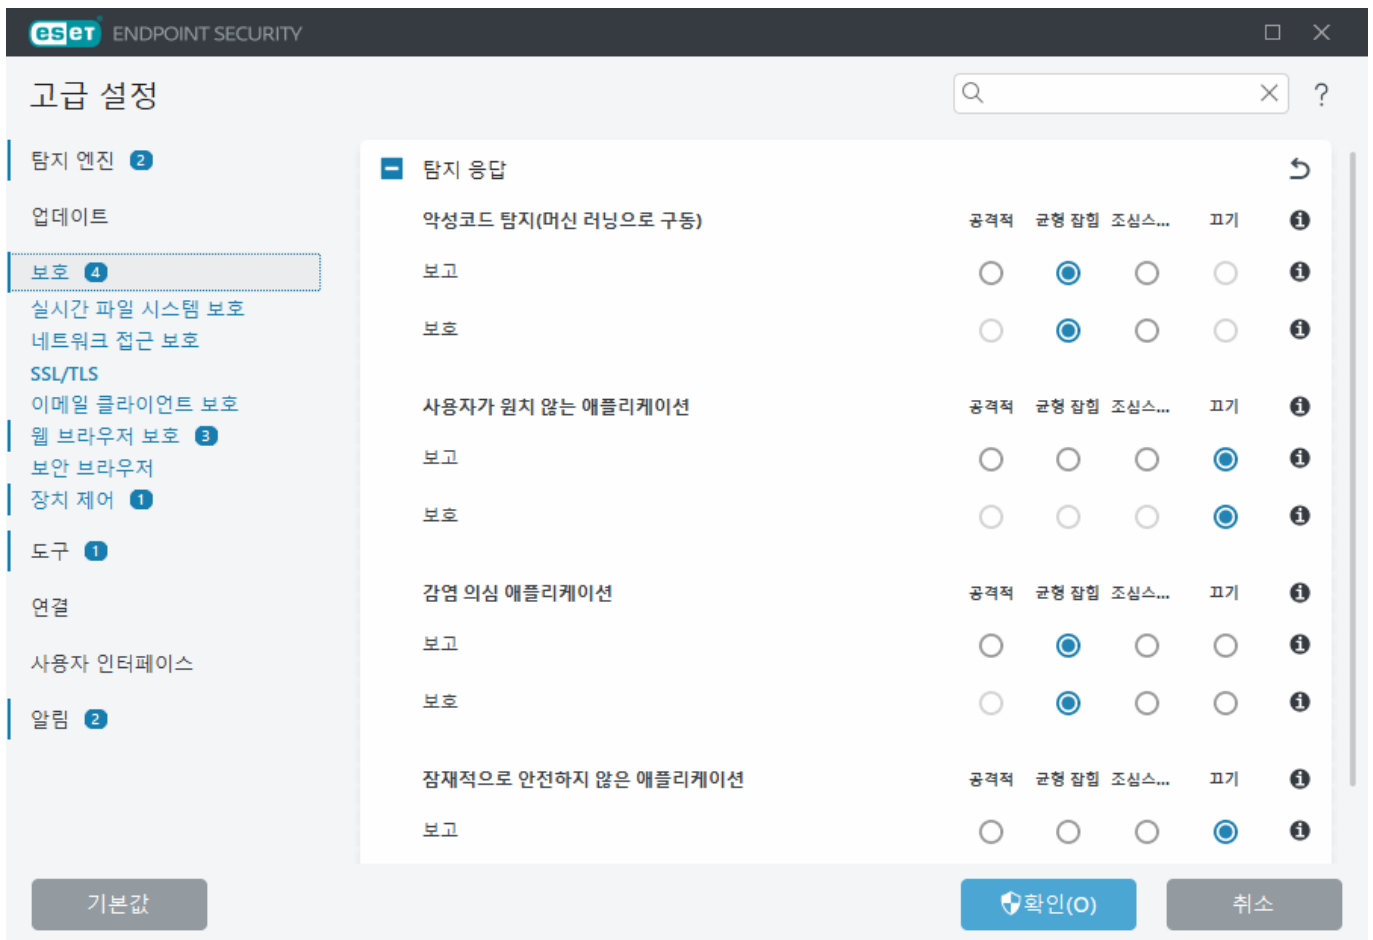 eset ENDPOINT SECURITY
고급 설정
?
탐지 엔진 2
업데이트
보호 4
실시간 파일 시스템 보호
네트워크 접근 보호
SSL/TLS
이메일 클라이언트 보호
웹 브라우저 보호 3
보안 브라우저
장치 제어 1
도구 1
연결
사용자 인터페이스
알림 2
탐지 응답
악성코드 탐지(머신 러닝으로 구동) 공격적 균형 잡힘 조심스... 끄기
보고
보호
사용자가 원치 않는 애플리케이션 공격적 균형 잡힘 조심스... 끄기
보고
보호
감염 의심 애플리케이션 공격적 균형 잡힘 조심스... 끄기
보고
보호
잠재적으로 안전하지 않은 애플리케이션 공격적 균형 잡힘 조심스... 끄기
보고
기본값 확인(O) 취소